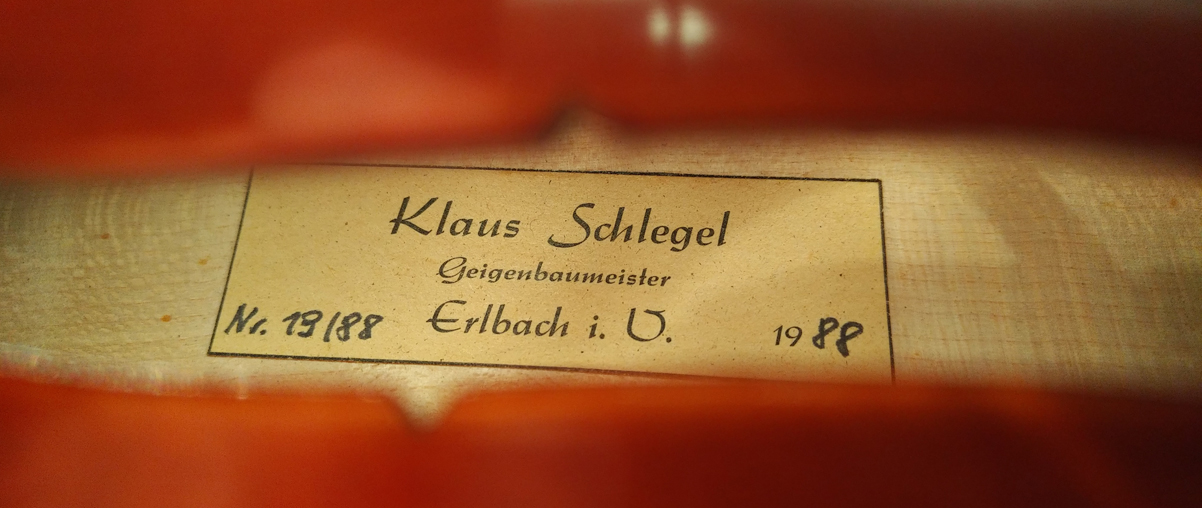 Klaus Schlegel
Geigenbaumeister
Nr. 19/88 Erlbach i. V. 1988